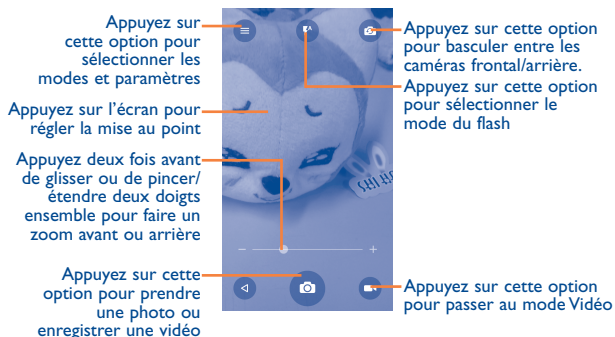 Appuyez sur
cette option pour
sélectionner les
modes et paramètres
Appuyez sur l'écran pour
régler la mise au point
Appuyez deux fois avant
de glisser ou de pincer/
étendre deux doigts
ensemble pour faire un
zoom avant ou arrière
Appuyez sur cette
option pour prendre
une photo ou
enregistrer une vidéo
Appuyez sur cette option
pour basculer entre les
caméras frontal/arrière.
Appuyez sur cette option
pour sélectionner le
mode du flash
Appuyez sur cette option
pour passer au mode Vidéo